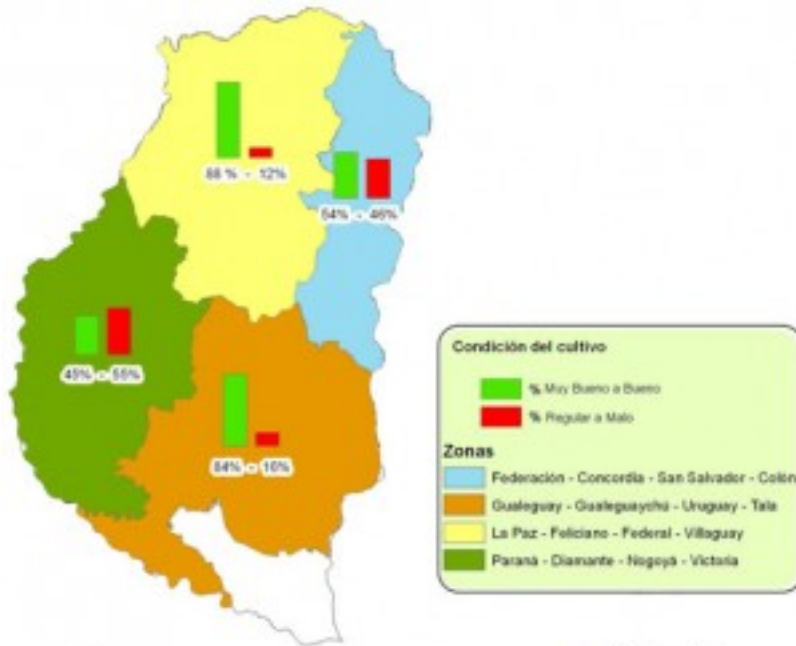 88 % - 12%
54% - 46%
45% - 55%
84% - 16%
Condición del cultivo
% Muy Bueno a Bueno
% Regular a Malo
Zonas
Federación - Concordia - San Salvador - Colón
Gualeguay - Gualeguaychú - Uruguay - Tala
La Paz - Feliciano - Federal - Villaguay
Paraná - Diamante - Nogoyá - Victoria